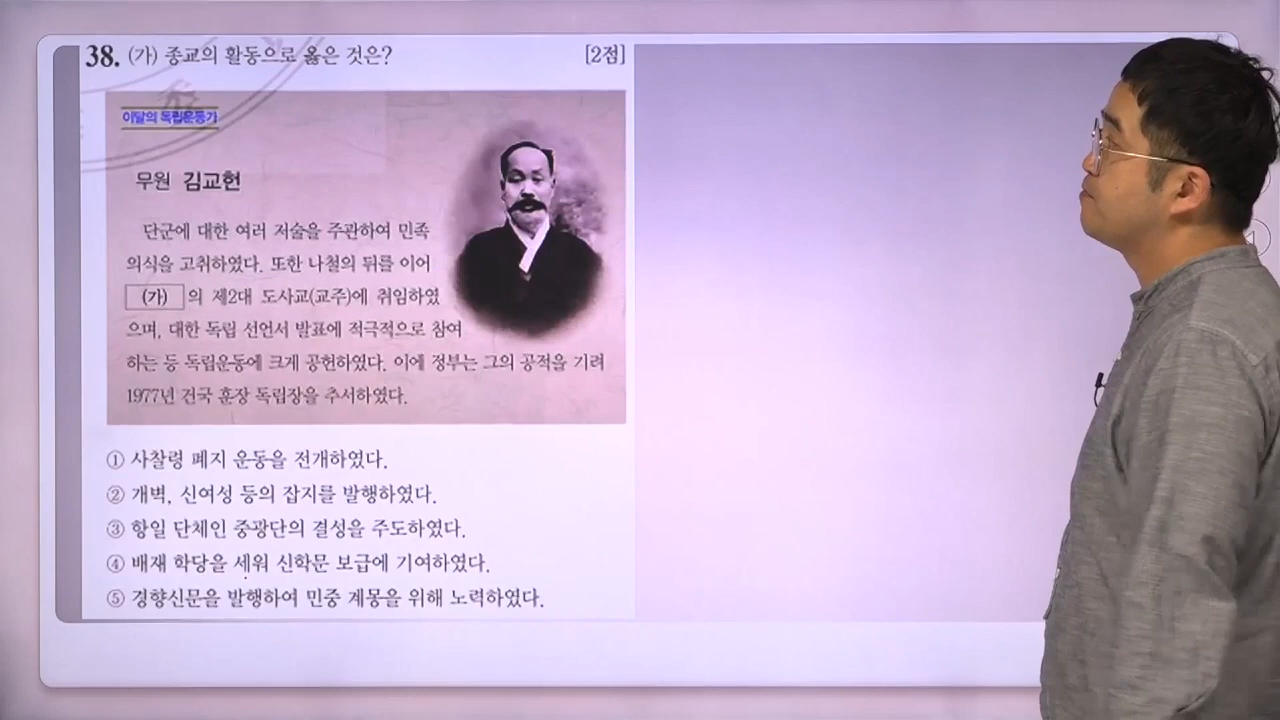 38. (가) 종교의 활동으로 옳은 것은? [2점]
이달의 독립운동가
무원 김교헌
단군에 대한 여러 저술을 주관하여 민족
의식을 고취하였다. 또한 나철의 뒤를 이어
(가) 의 제2대 도사교(교주)에 취임하였
으며, 대한 독립 선언서 발표에 적극적으로 참여
하는 등 독립운동에 크게 공헌하였다. 이에 정부는 그의 공적을 기려
1977년 건국 훈장 독립장을 추서하였다.
① 사찰령 폐지 운동을 전개하였다.
② 개벽, 신여성 등의 잡지를 발행하였다.
③ 항일 단체인 중광단의 결성을 주도하였다.
④ 배재 학당을 세워 신학문 보급에 기여하였다.
⑤ 경향신문을 발행하여 민중 계몽을 위해 노력하였다.